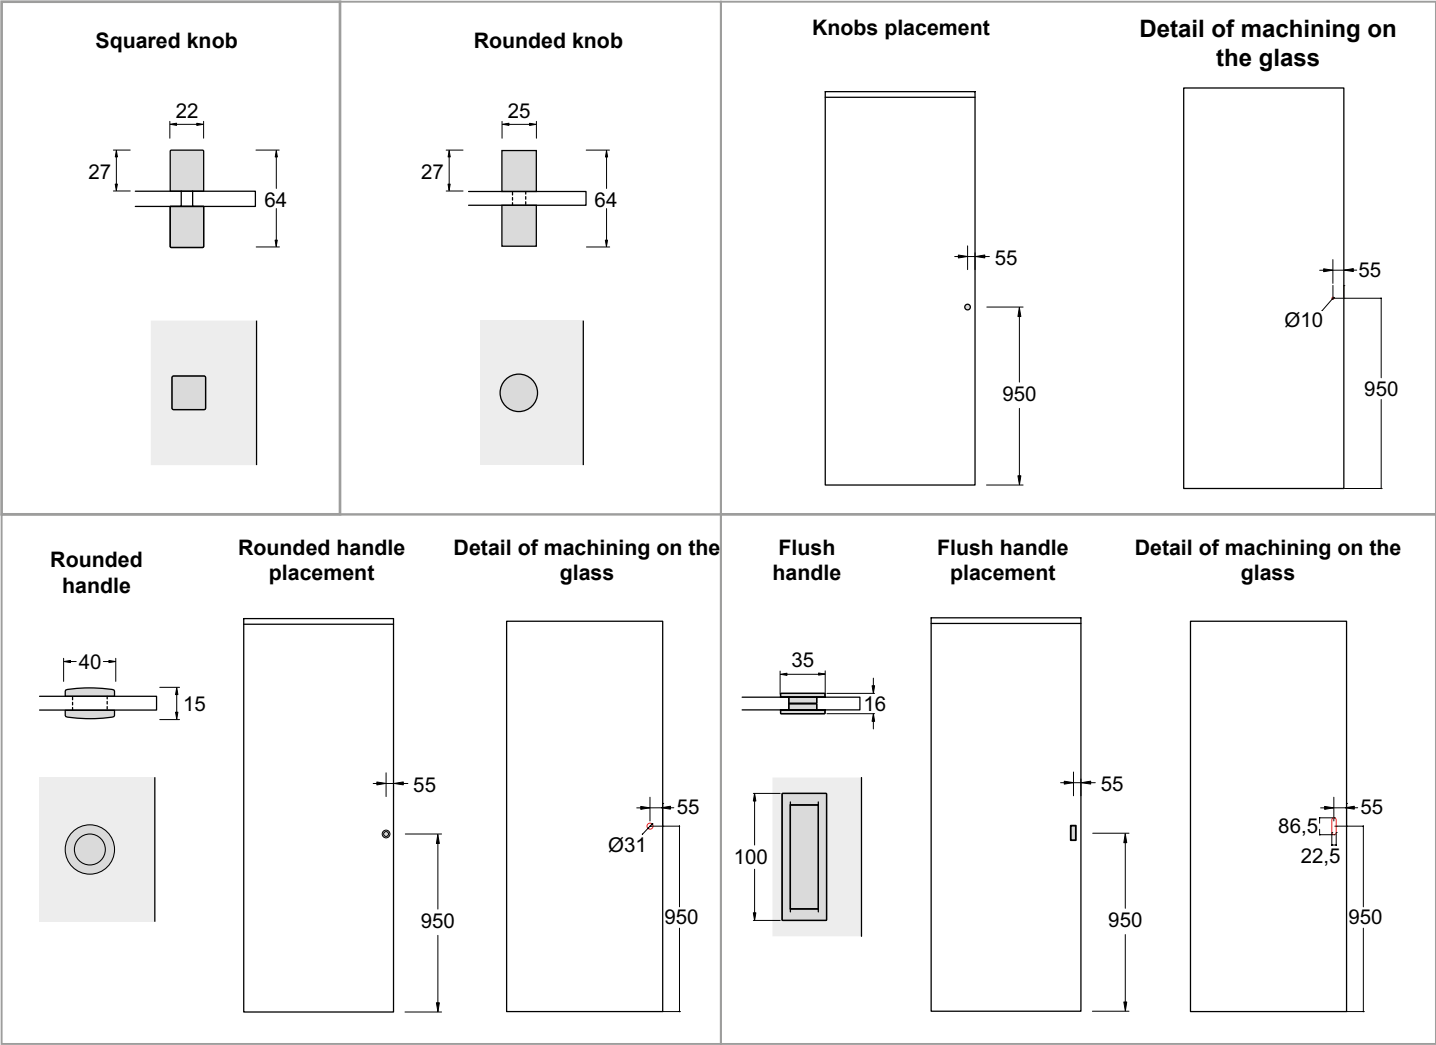 Squared knob
22
27
64
Rounded knob
25
27
64
Knobs placement
55
950
Detail of machining on
the glass
55
Ø10
950
Rounded
handle
40
15
Rounded handle
placement
55
950
Detail of machining on the
glass
55
Ø31
950
Flush
handle
35
16
100
Flush handle
placement
55
950
Detail of machining on the
glass
55
86,5
22,5
950